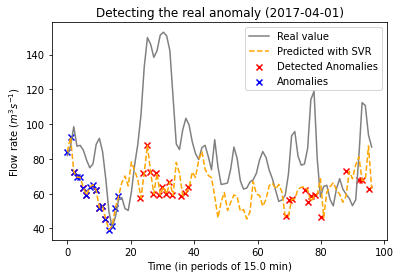 Detecting the real anomaly (2017-04-01)
Real value
Predicted with SVR
Detected Anomalies
Anomalies
Flow rate (m³s⁻¹)
140
120
100
80
60
40
0 20 40 60 80 100
Time (in periods of 15.0 min)